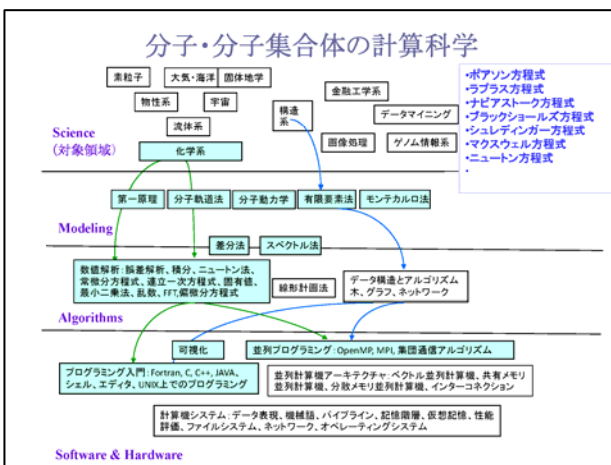 分子・分子集合体の計算科学
素粒子
大気・海洋
固体地学
物性系
宇宙
流体系
化学系
構造
系
金融工学系
データマイニング
画像処理
ゲノム情報系
・ポアソン方程式
・ラプラス方程式
・ナビアストーク方程式
・ブラックショールズ方程式
・シュレディンガー方程式
・マクスウェル方程式
・ニュートン方程式
・
Science
(対象領域)
第一原理
分子軌道法
分子動力学
有限要素法
モンテカルロ法
Modeling
差分法
スペクトル法
数値解析:誤差解析、積分、ニュートン法、
常微分方程式、連立一次方程式、固有値、
最小二乗法、乱数、FFT,偏微分方程式
線形計画法
データ構造とアルゴリズム
木、グラフ、ネットワーク
Algorithms
可視化
並列プログラミング:OpenMP, MPI, 集団通信アルゴリズム
プログラミング入門:Fortran, C, C++, JAVA、
シェル、エディタ、UNIX上でのプログラミング
並列計算機アーキテクチャ:ベクトル並列計算機、共有メモリ
並列計算機、分散メモリ並列計算機、インターコネクション
計算機システム:データ表現、機械語、パイプライン、記憶階層、仮想記憶、性能
評価、ファイルシステム、ネットワーク、オペレーティングシステム
Software & Hardware